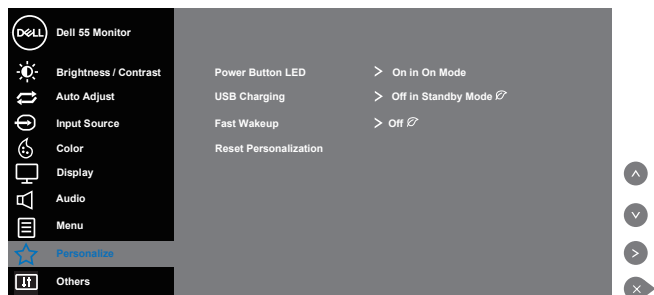 DELL Dell 55 Monitor
Brightness / Contrast Power Button LED > On in On Mode
Auto Adjust USB Charging > Off in Standby Mode
Input Source Fast Wakeup > Off
Color Reset Personalization
Display
Audio
Menu
Personalize
Others